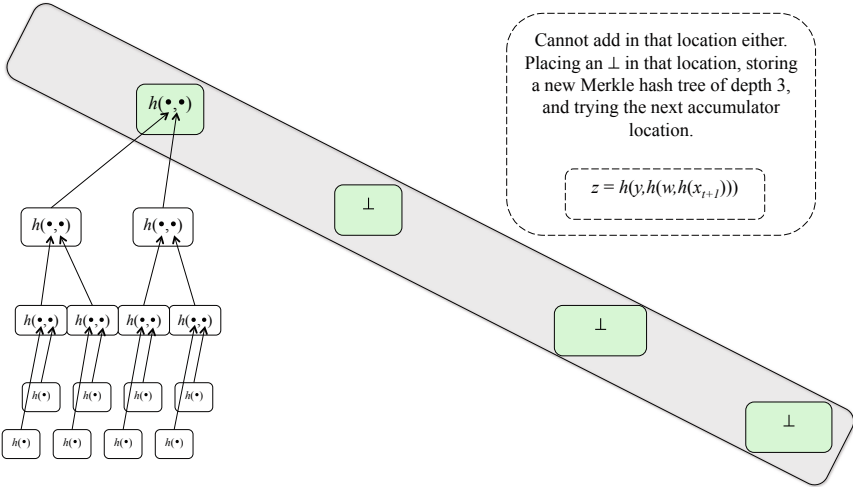 Cannot add in that location either.
Placing an ⊥ in that location, storing
a new Merkle hash tree of depth 3,
and trying the next accumulator
location.
z = h(y,h(w,h(x_{t+1})))
h(•,•)
⊥
h(•,•) h(•,•)
h(•,•) h(•,•) h(•,•) h(•,•)
⊥
h(•) h(•) h(•) h(•)
⊥
h(•) h(•) h(•) h(•)